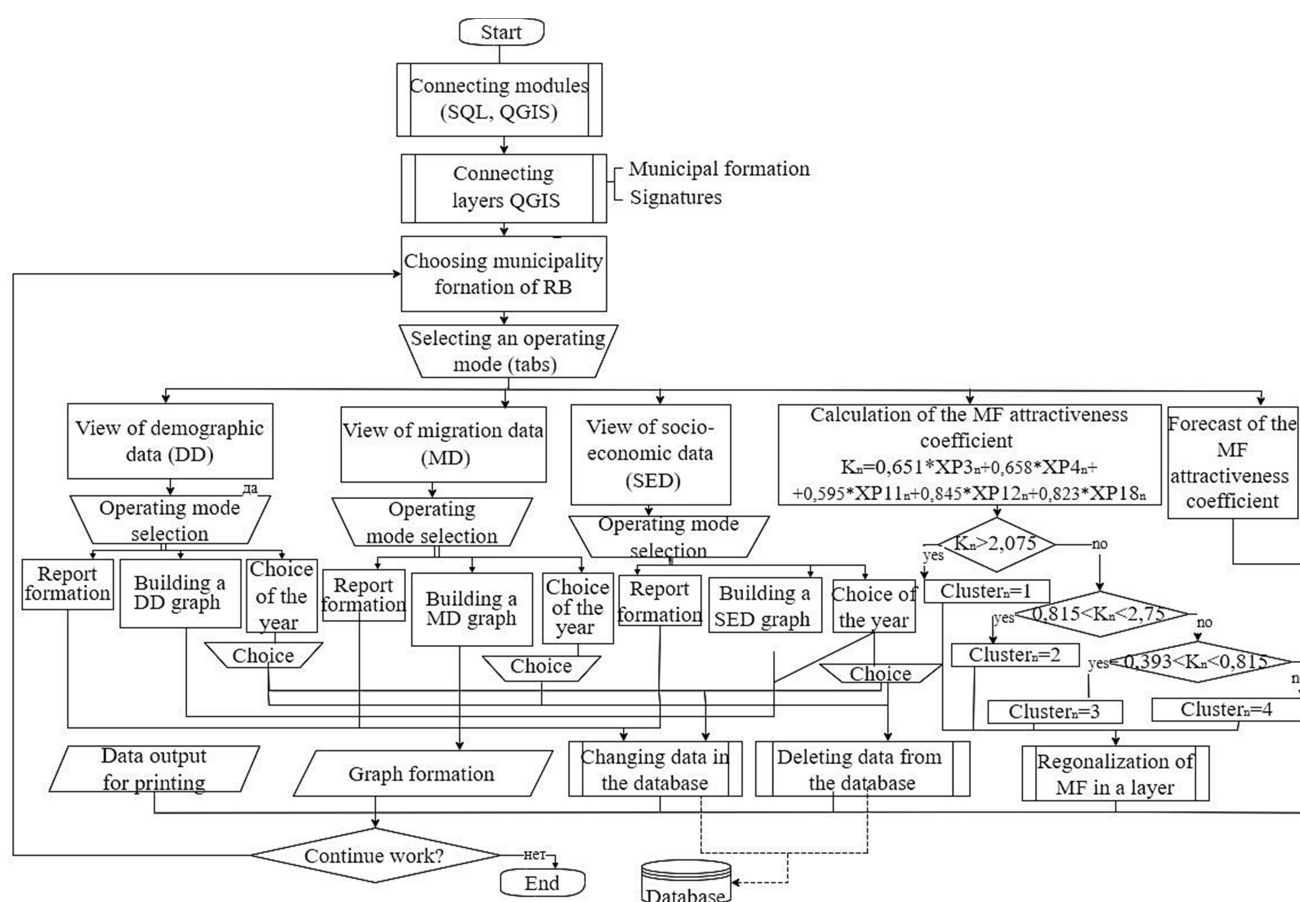 Start
Connecting modules
(SQL, QGIS)
Connecting
layers QGIS
Municipal formation
Signatures
Choosing municipality
fornation of RB
Selecting an operating
mode (tabs)
View of demographic
data (DD)
View of migration data
(MD)
View of socio-
economic data
(SED)
Calculation of the MF attractiveness
coefficient
Kn=0,651*XP3n+0,658*XP4n+
+0,595*XP11n+0,845*XP12n+0,823*XP18n
Forecast of the
MF
attractiveness
coefficient
да
Operating mode
selection
Operating
mode selection
Operating mode
selection
Kn>2,075
yes
no
Report
formation
Building a
DD graph
Choice
of the
year
Choice
Report
formation
Building a
MD graph
Choice
of the
year
Choice
Report
formation
Building a
SED graph
Choice of
the year
Choice
Clustern=1
0,815<Kn<2,75
yes
no
Clustern=2
0,393<Kn<0,815
yes
no
Clustern=3
Clustern=4
Data output
for printing
Graph formation
Changing data in
the database
Deleting data from
the database
Regonalization of
MF in a layer
Continue work?
нет
End
Database